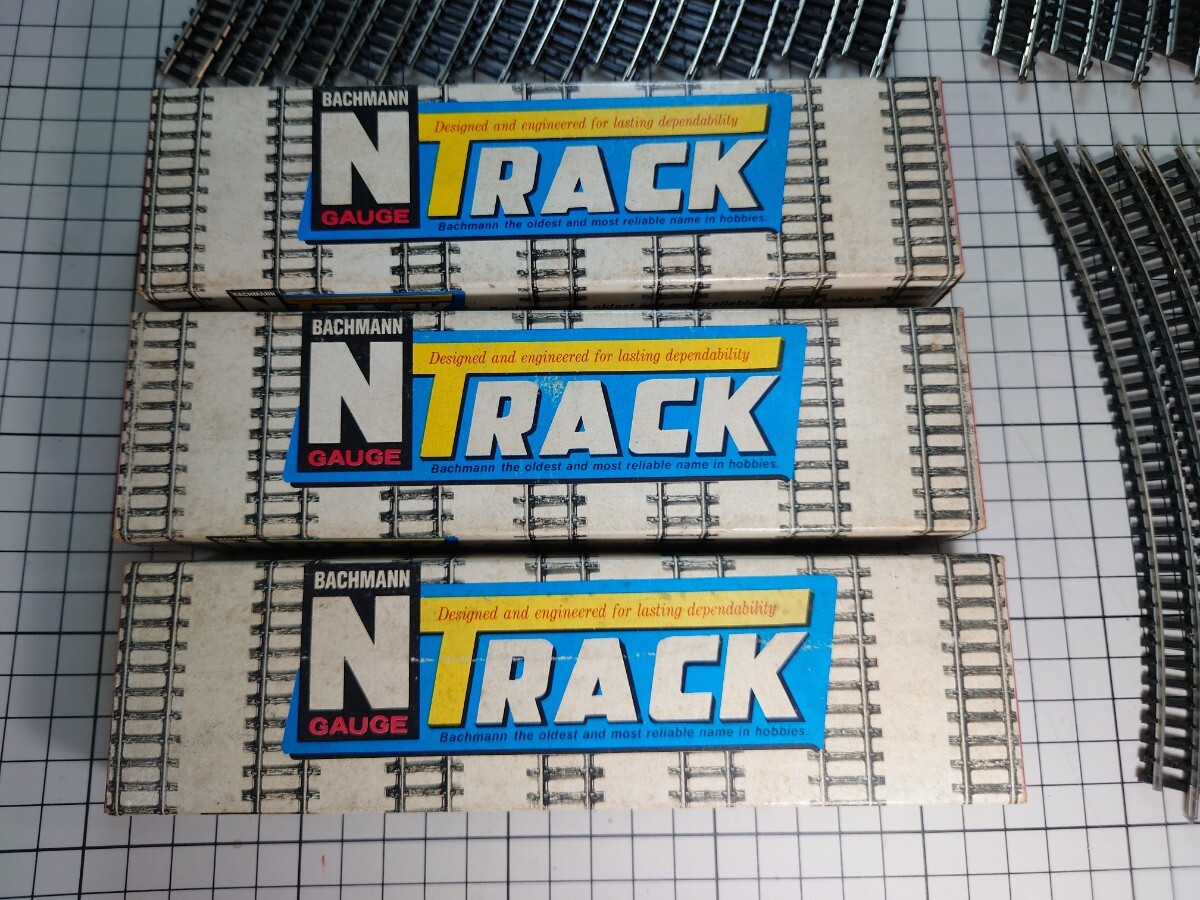 BACHMANN
N
GAUGE
Designed and engineered for lasting dependability
TRACK
Bachmann the oldest and most reliable name in hobbies.
BACHMANN
BACHMANN
N
GAUGE
Designed and engineered for lasting dependability
TRACK
Bachmann the oldest and most reliable name in hobbies.
BACHMANN
N
GAUGE
Designed and engineered for lasting dependability
TRACK
Bachmann the oldest and most reliable name in hobbies.